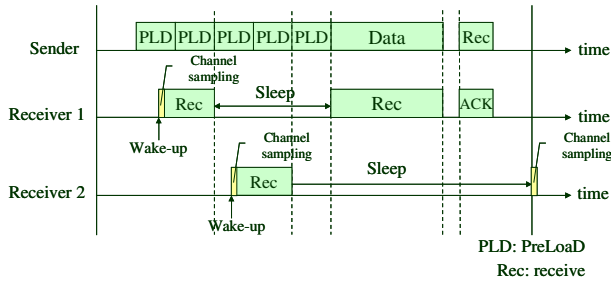 Sender
PLD PLD PLD PLD PLD Data Rec
time
Channel
sampling
Receiver 1
Rec
Sleep
Rec
ACK
time
Wake-up
Channel
sampling
Channel
sampling
Receiver 2
Rec
Sleep
time
Wake-up
PLD: PreLoaD
Rec: receive